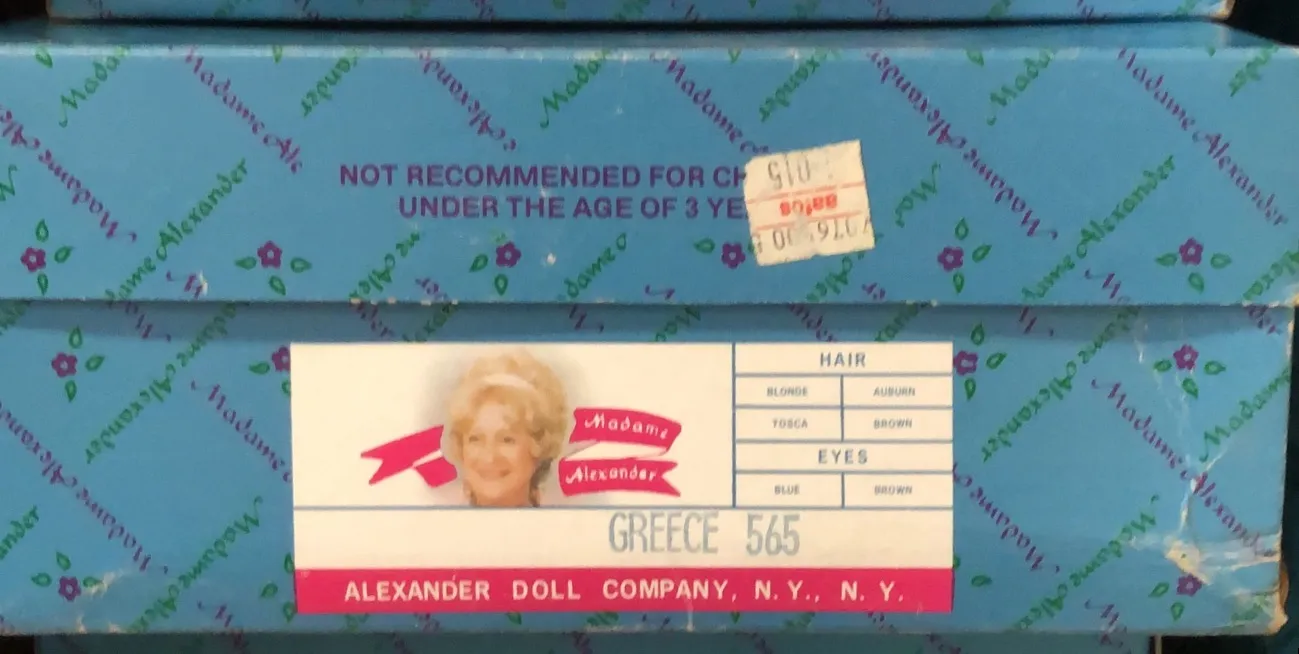 NOT RECOMMENDED FOR CH
UNDER THE AGE OF 3 YE
aafes
Madame
Alexander
HAIR
BLONDE AUBURN
TOSCA BROWN
EYES
BLUE BROWN
GREECE 565
ALEXANDER DOLL COMPANY, N. Y., N. Y.
Madame Alexander